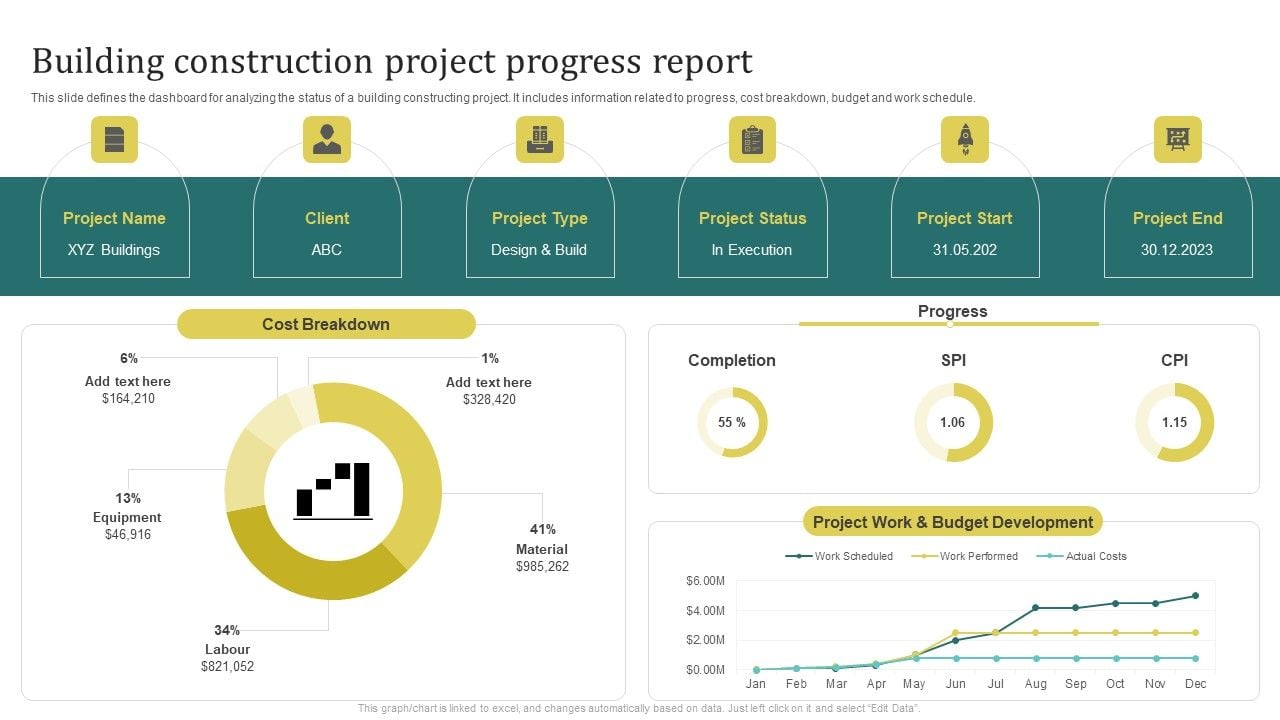 Building construction project progress report
This slide defines the dashboard for analyzing the status of a building constructing project. It includes information related to progress, cost breakdown, budget and work schedule.
Project Name
XYZ Buildings
Client
ABC
Project Type
Design & Build
Project Status
In Execution
Project Start
31.05.202
Project End
30.12.2023
Cost Breakdown
6%
Add text here
$164,210
1%
Add text here
$328,420
13%
Equipment
$46,916
41%
Material
$985,262
34%
Labour
$821,052
Progress
Completion
55 %
SPI
1.06
CPI
1.15
Project Work & Budget Development
Work Scheduled
Work Performed
Actual Costs
$6.00M
$4.00M
$2.00M
$0.00M
Jan Feb Mar Apr May Jun Jul Aug Sep Oct Nov Dec
This graph/chart is linked to excel, and changes automatically based on data. Just left click on it and select “Edit Data”.